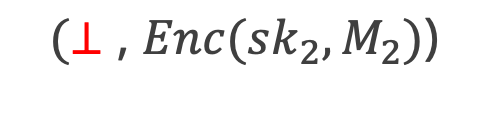 (⊥ , Enc(sk₂, M₂))